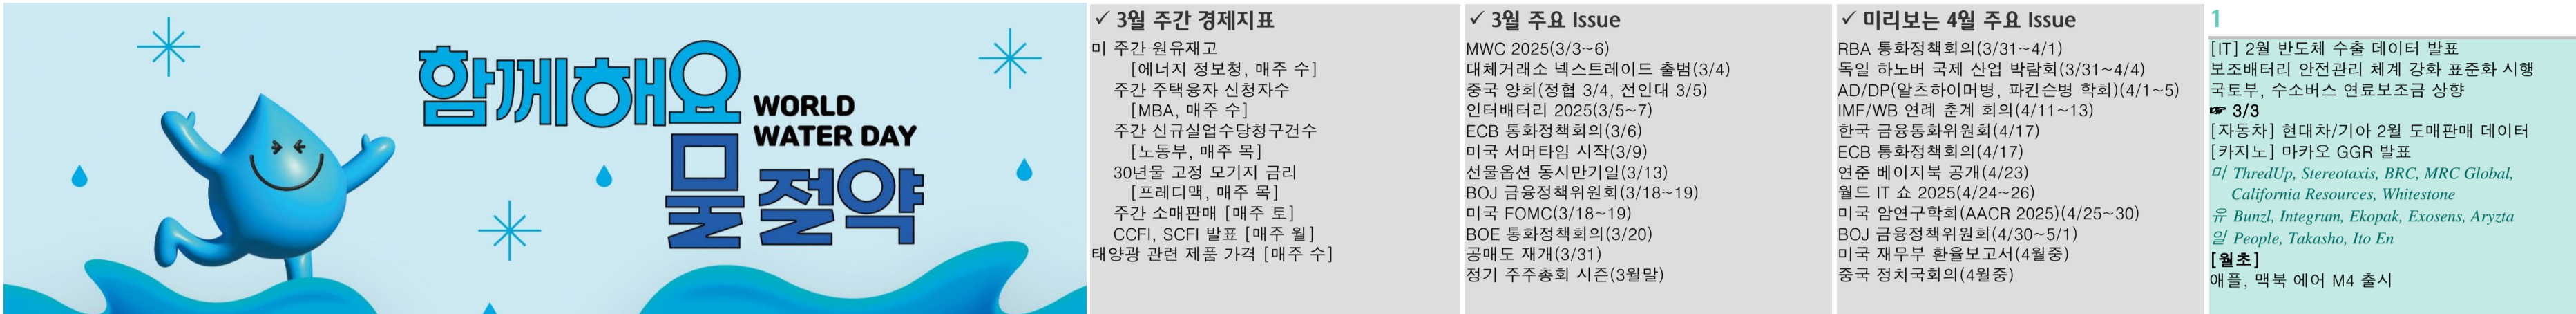 함께해요
WORLD
WATER DAY
물절약
✓ 3월 주간 경제지표
미 주간 원유재고
[에너지 정보청, 매주 수]
주간 주택융자 신청자수
[MBA, 매주 수]
주간 신규실업수당청구건수
[노동부, 매주 목]
30년물 고정 모기지 금리
[프레디맥, 매주 목]
주간 소매판매 [매주 토]
CCFI, SCFI 발표 [매주 월]
태양광 관련 제품 가격 [매주 수]
✓ 3월 주요 Issue
MWC 2025(3/3~6)
대체거래소 넥스트레이드 출범(3/4)
중국 양회(정협 3/4, 전인대 3/5)
인터배터리 2025(3/5~7)
ECB 통화정책회의(3/6)
미국 서머타임 시작(3/9)
선물옵션 동시만기일(3/13)
BOJ 금융정책위원회(3/18~19)
미국 FOMC(3/18~19)
BOE 통화정책회의(3/20)
공매도 재개(3/31)
정기 주주총회 시즌(3월말)
✓ 미리보는 4월 주요 Issue
RBA 통화정책회의(3/31~4/1)
독일 하노버 국제 산업 박람회(3/31~4/4)
AD/DP(알츠하이머병, 파킨슨병 학회)(4/1~5)
IMF/WB 연례 춘계 회의(4/11~13)
한국 금융통화위원회(4/17)
ECB 통화정책회의(4/17)
연준 베이지북 공개(4/23)
월드 IT 쇼 2025(4/24~26)
미국 암연구학회(AACR 2025)(4/25~30)
BOJ 금융정책위원회(4/30~5/1)
미국 재무부 환율보고서(4월중)
중국 정치국회의(4월중)
1
[IT] 2월 반도체 수출 데이터 발표
보조배터리 안전관리 체계 강화 표준화 시행
국토부, 수소버스 연료보조금 상향
☞ 3/3
[자동차] 현대차/기아 2월 도매판매 데이터
[카지노] 마카오 GGR 발표
미 ThredUp, Stereotaxis, BRC, MRC Global,
California Resources, Whitestone
유 Bunzl, Integrum, Ekopak, Exosens, Aryzta
일 People, Takasho, Ito En
[월초]
애플, 맥북 에어 M4 출시